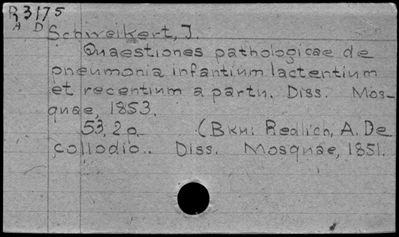 R3175
A D
Schweikert, J.
Quaestiones pathologicae de
pneumonia infantium lactentium
et recentium a partu. Diss. Mos-
quae, 1853.
53, 2 p. (Вкн: Redlich, A. De
collodio.. Diss. Mosquae, 1851.